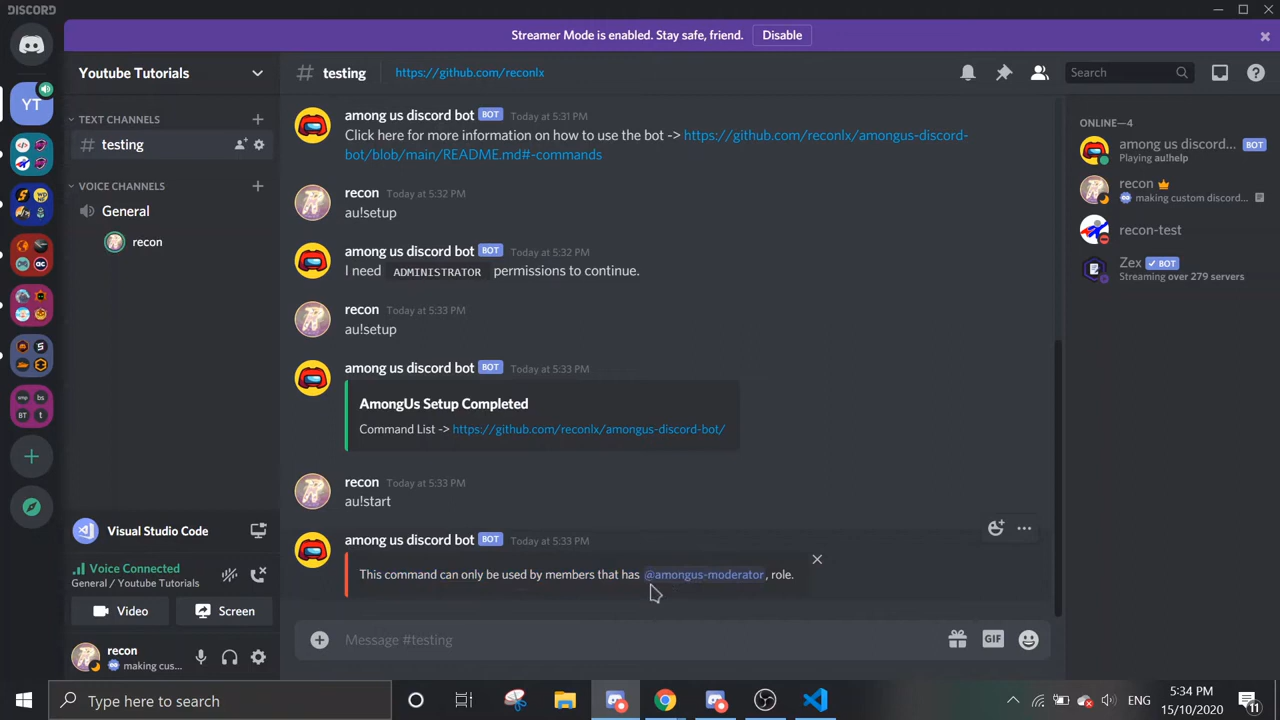 DISCORD
Streamer Mode is enabled. Stay safe, friend. Disable
YT
Youtube Tutorials
TEXT CHANNELS
# testing
VOICE CHANNELS
General
recon
Visual Studio Code
Voice Connected
General / Youtube Tutorials
Video
Screen
recon
making cus...
# testing https://github.com/reconlx
Search
among us discord bot BOT Today at 5:31 PM
Click here for more information on how to use the bot -> https://github.com/reconlx/amongus-discord-
bot/blob/main/README.md#-commands
recon Today at 5:32 PM
au!setup
among us discord bot BOT Today at 5:32 PM
I need ADMINISTRATOR permissions to continue.
recon Today at 5:33 PM
au!setup
among us discord bot BOT Today at 5:33 PM
AmongUs Setup Completed
Command List -> https://github.com/reconlx/amongus-discord-bot/
recon Today at 5:33 PM
au!start
among us discord bot BOT Today at 5:33 PM
This command can only be used by members that has @amongus-moderator, role.
Message #testing
GIF
ONLINE—4
among us discord... BOT
Playing au!help
recon
making custom discord...
recon-test
Zex BOT
Streaming over 279 servers
Type here to search
ENG
5:34 PM
15/10/2020
11